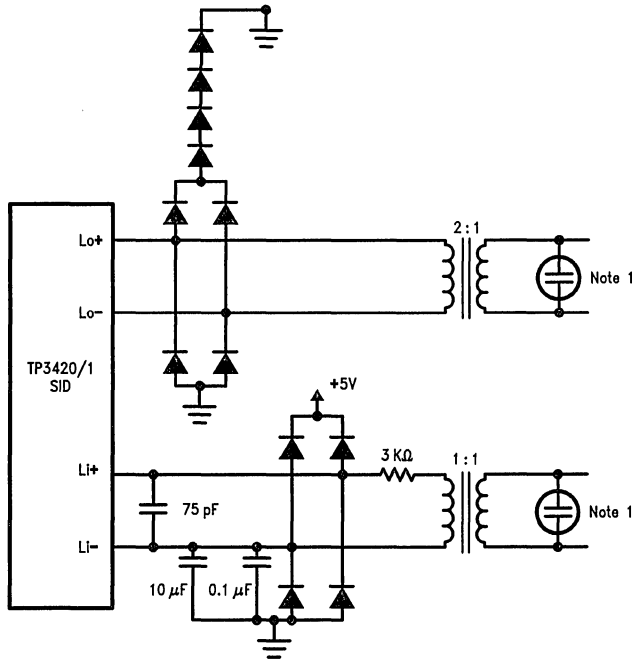 2 : 1
Lo+
Note 1
Lo−
TP3420/1
SID
+5V
3 KΩ
1 : 1
Li+
75 pF
Note 1
Li−
10 μF
0.1 μF